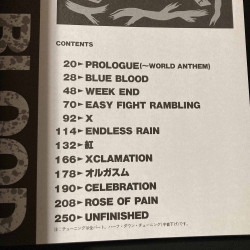 BLOOD
CONTENTS
20►PROLOGUE(〜WORLD ANTHEM)
28►BLUE BLOOD
48►WEEK END
70►EASY FIGHT RAMBLING
92►X
114►ENDLESS RAIN
132►紅
166►XCLAMATION
178►オルガスム
190►CELEBRATION
208►ROSE OF PAIN
250►UNFINISHED